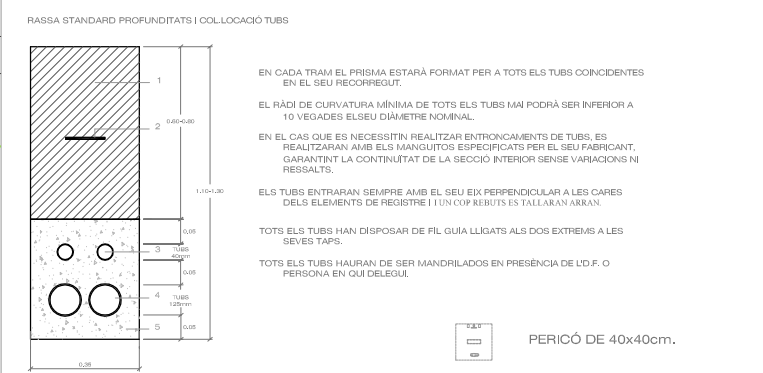 RASSA STANDARD PROFUNDITATS I COL.LOCACIÓ TUBS
1
2
0.60-0.80
1.10-1.30
EN CADA TRAM EL PRISMA ESTARÀ FORMAT PER A TOTS ELS TUBS COINCIDENTES
EN EL SEU RECORREGUT.
EL RÀDI DE CURVATURA MÍNIMA DE TOTS ELS TUBS MAI PODRÀ SER INFERIOR A
10 VEGADES ELSEU DIÀMETRE NOMINAL.
EN EL CAS QUE ES NECESSITIN REALITZAR ENTRONCAMENTS DE TUBS, ES
REALITZARAN AMB ELS MANGUITOS ESPECIFICATS PER EL SEU FABRICANT,
GARANTINT LA CONTINUÏTAT DE LA SECCIÓ INTERIOR SENSE VARIACIONS NI
RESSALTS.
ELS TUBS ENTRARAN SEMPRE AMB EL SEU EIX PERPENDICULAR A LES CARES
DELS ELEMENTS DE REGISTRE I I UN COP REBUTS ES TALLARAN ARRAN.
TOTS ELS TUBS HAN DISPOSAR DE FIL GUÍA LLIGATS ALS DOS EXTREMS A LES
SEVES TAPS.
TOTS ELS TUBS HAURAN DE SER MANDRILADOS EN PRESÈNCIA DE L'D.F. O
PERSONA EN QUI DELEGUI.
0.05
3
TUBS
40mm
0.05
4
TUBS
125mm
5
0.05
0.35
PERICÓ DE 40x40cm.